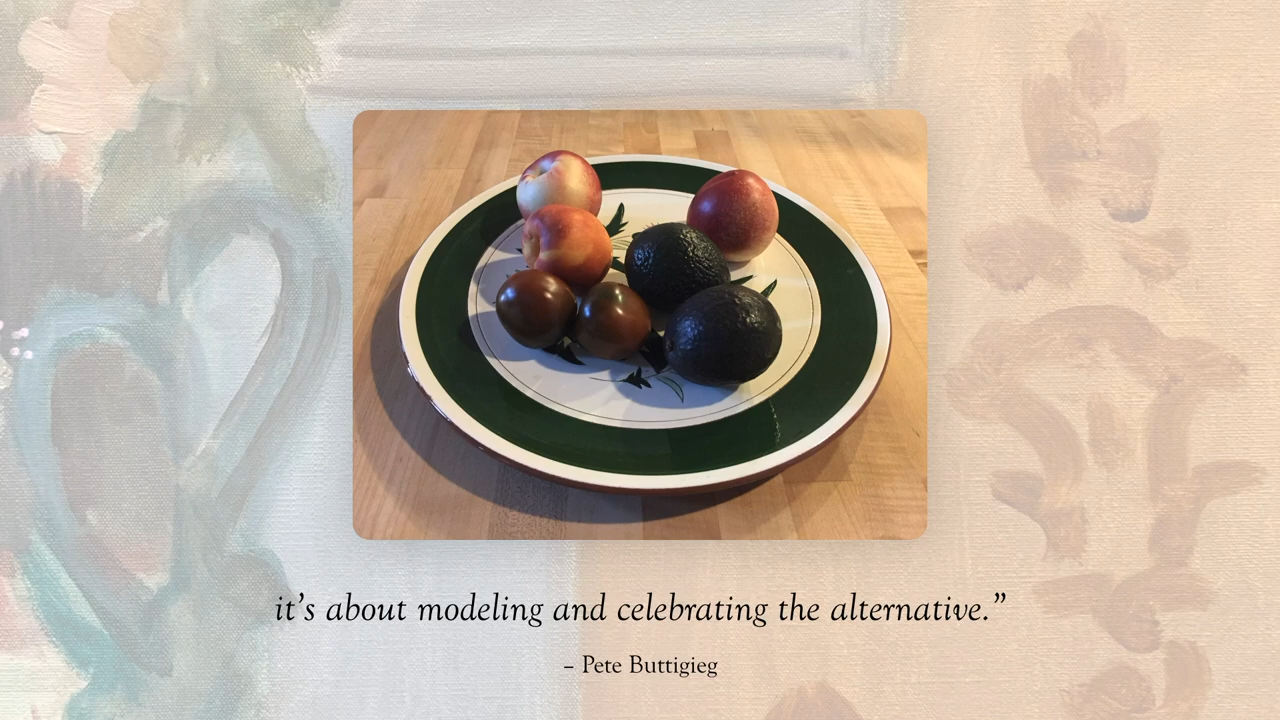 it’s about modeling and celebrating the alternative.”
– Pete Buttigieg